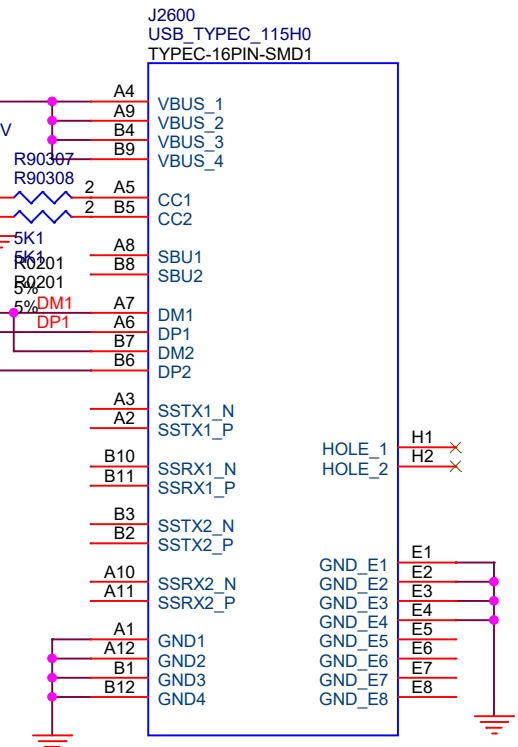 J2600
USB_TYPEC_115H0
TYPEC-16PIN-SMD1
A4 VBUS_1
A9 VBUS_2
V
B4 VBUS_3
B9 VBUS_4
R90307
R90308
2 A5 CC1
2 B5 CC2
5K1
5K1
A8 SBU1
R0201
B8 SBU2
R0201
5%
5%
DM1 A7 DM1
DP1 A6 DP1
B7 DM2
B6 DP2
A3 SSTX1_N
A2 SSTX1_P
HOLE_1 H1
HOLE_2 H2
B10 SSRX1_N
B11 SSRX1_P
B3 SSTX2_N
B2 SSTX2_P
GND_E1 E1
A10 SSRX2_N
GND_E2 E2
A11 SSRX2_P
GND_E3 E3
GND_E4 E4
A1 GND1
GND_E5 E5
A12 GND2
GND_E6 E6
B1 GND3
GND_E7 E7
B12 GND4
GND_E8 E8